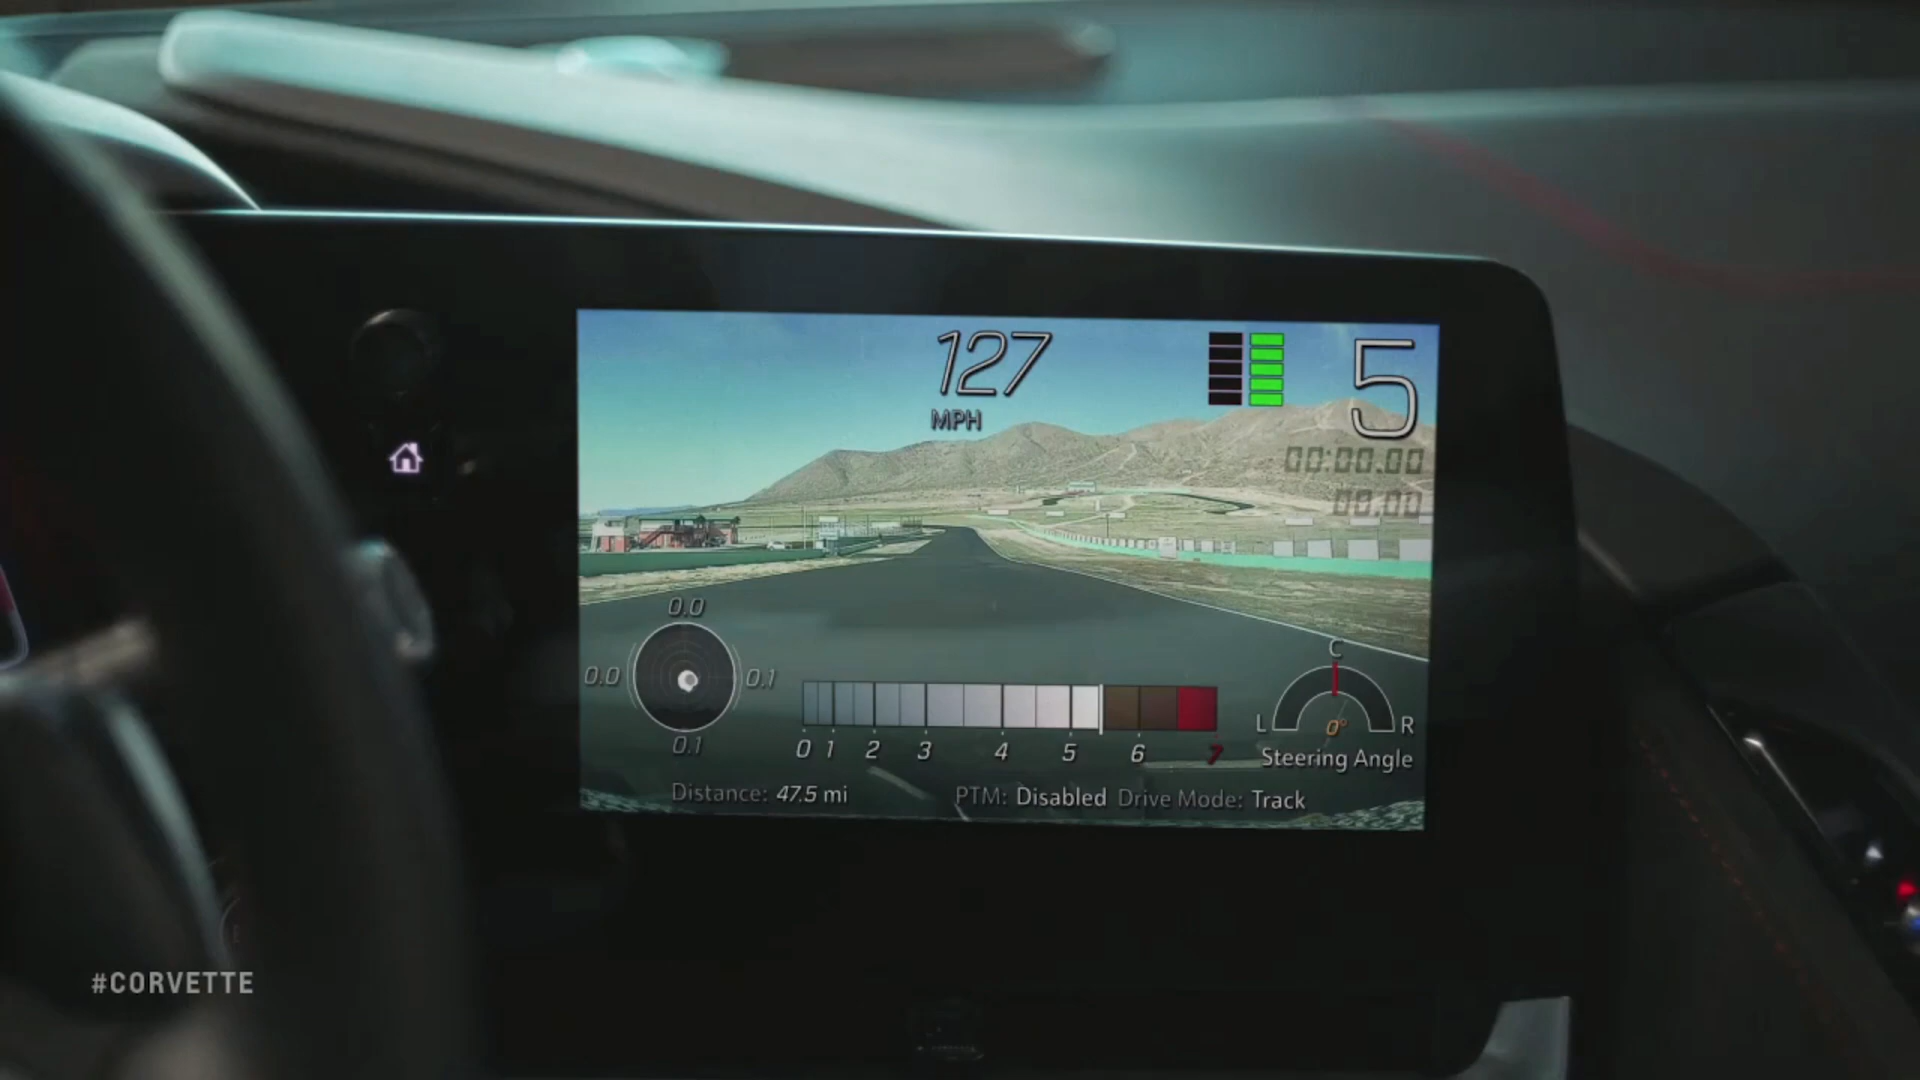 127
MPH
5
00:00.00
00.00
0.0
0.0
0.1
0.1
0 1 2 3 4 5 6 7
C
L
R
0°
Steering Angle
Distance: 47.5 mi
PTM: Disabled
Drive Mode: Track
#CORVETTE